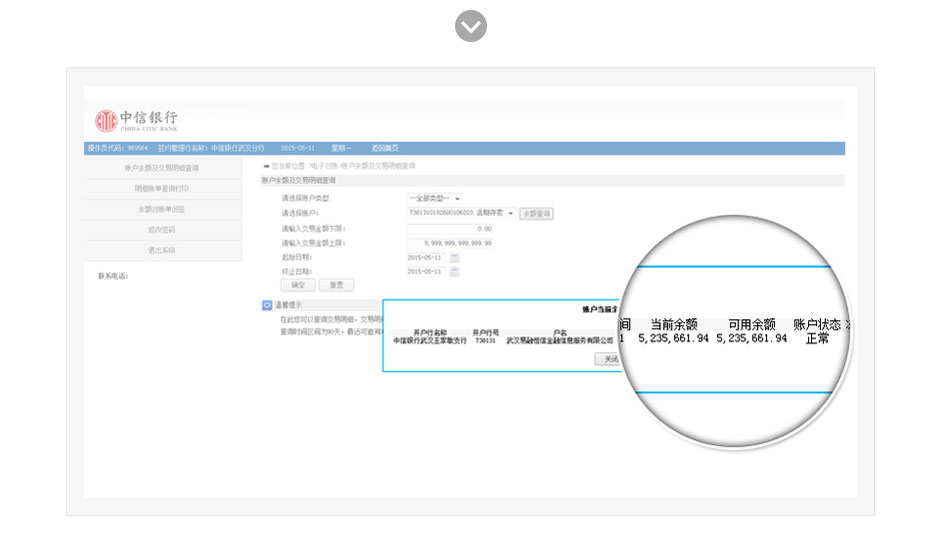 中信银行
CHINA CITIC BANK
操作员代码: 969564 签约管理行名称: 中信银行武汉分行 2015-05-11 星期一 返回首页
账户余额及交易明细查询
明细账单查询打印
余额对账单回签
修改密码
退出系统
联系电话:
您当前位置: >电子对账>账户余额及交易明细查询
账户余额及交易明细查询
请选择账户类型: --全部类型--
请选择账户: 余额查询
请输入交易金额下限: 0.00
请输入交易金额上限: 9,999,999,999,999.99
起始日期: 2015-05-11
终止日期: 2015-05-11
确定 重置
温馨提示
在此您可以查询交易明细，交易明细
查询时间区间为90天，最远可查询
账户当前余
开户行名称 开户行号 户名
中信银行武汉王家墩支行 738131 武汉易融恒信金融信息服务有限公司
关闭
间 当前余额 可用余额 账户状态
1 5,235,661.94 5,235,661.94 正常